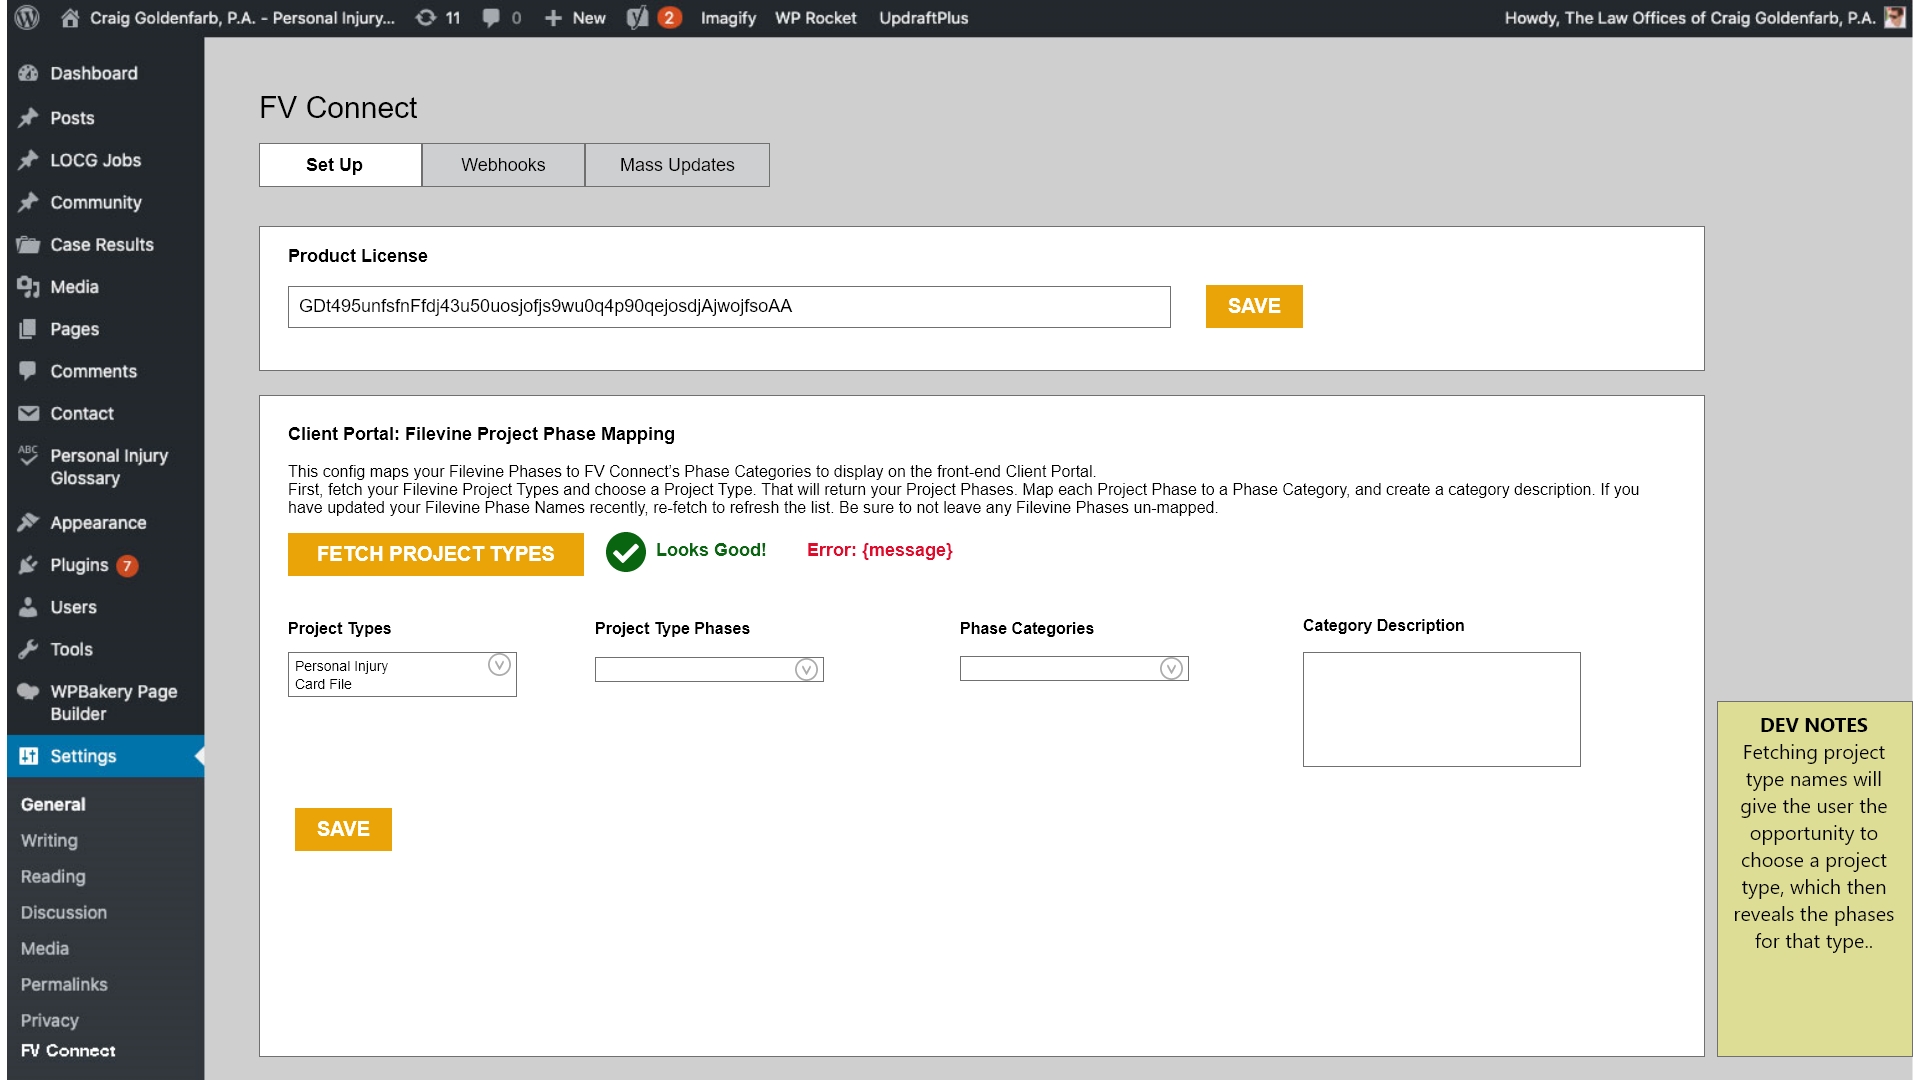 Craig Goldenfarb, P.A. - Personal Injury... 11 0 New 2 Imagify WP Rocket UpdraftPlus Howdy, The Law Offices of Craig Goldenfarb, P.A.
Dashboard
Posts
LOCG Jobs
Community
Case Results
Media
Pages
Comments
Contact
ABC
Personal Injury
Glossary
Appearance
Plugins 7
Users
Tools
WPBakery Page
Builder
Settings
General
Writing
Reading
Discussion
Media
Permalinks
Privacy
FV Connect
FV Connect
Set Up Webhooks Mass Updates
Product License
GDt495unfsfnFfdj43u50uosjofjs9wu0q4p90qejosdjAjwojfsoAA SAVE
Client Portal: Filevine Project Phase Mapping
This config maps your Filevine Phases to FV Connect's Phase Categories to display on the front-end Client Portal.
First, fetch your Filevine Project Types and choose a Project Type. That will return your Project Phases. Map each Project Phase to a Phase Category, and create a category description. If you
have updated your Filevine Phase Names recently, re-fetch to refresh the list. Be sure to not leave any Filevine Phases un-mapped.
FETCH PROJECT TYPES Looks Good! Error: {message}
Project Types Project Type Phases Phase Categories Category Description
Personal Injury
Card File
SAVE
DEV NOTES
Fetching project
type names will
give the user the
opportunity to
choose a project
type, which then
reveals the phases
for that type..